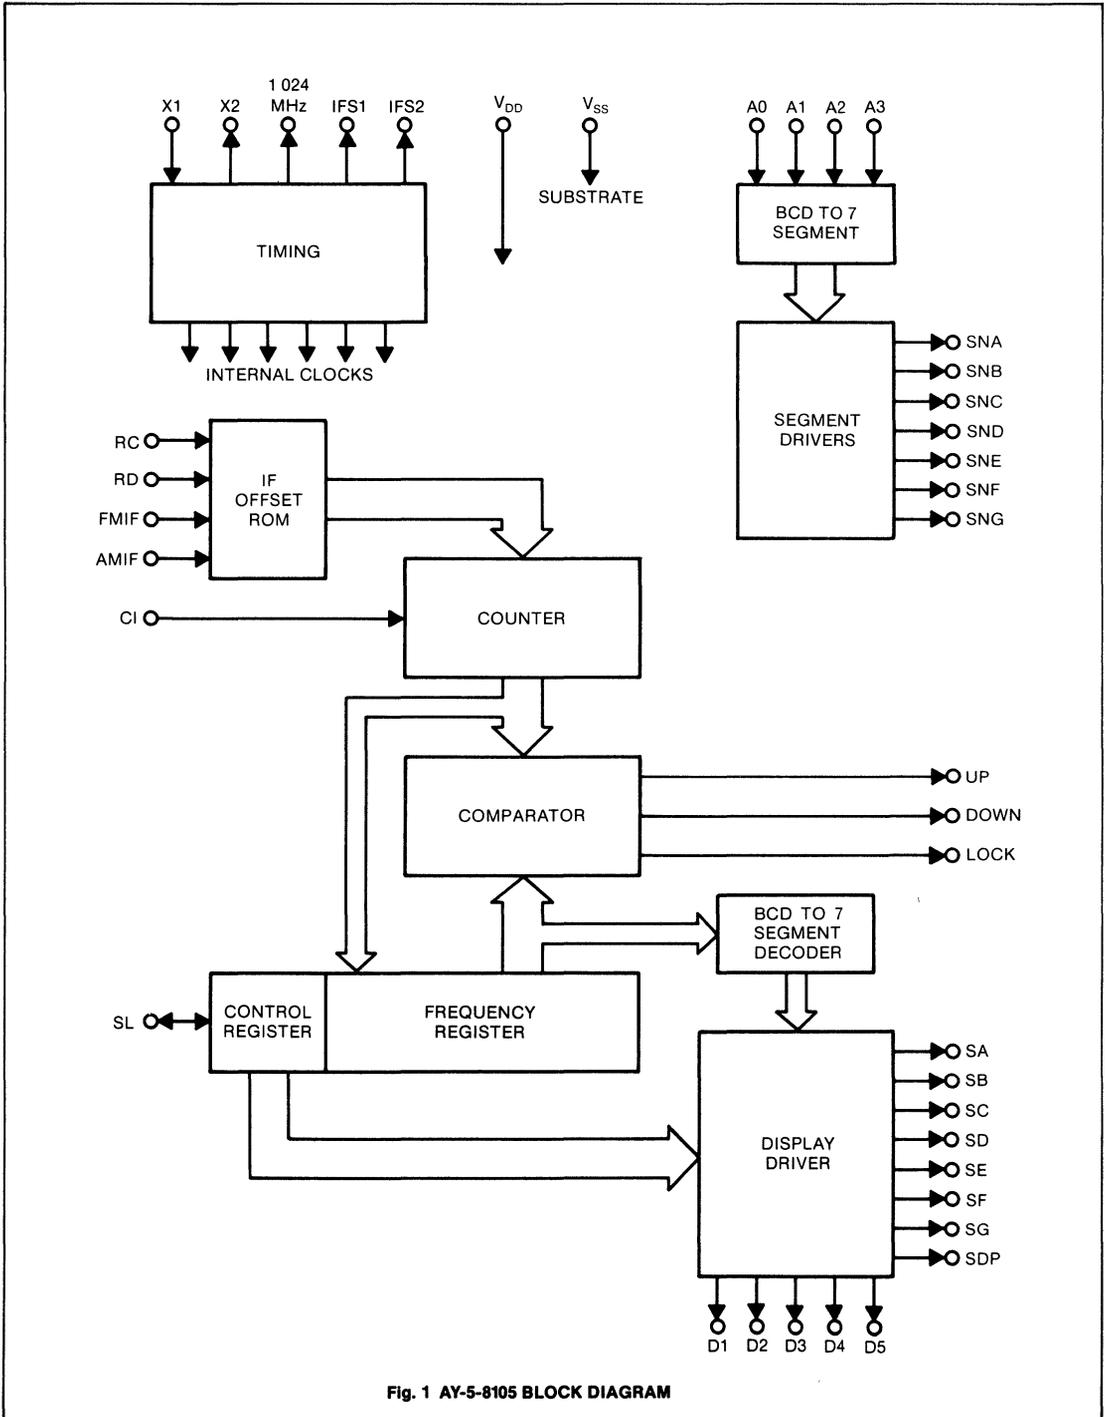 X1
X2
1 024
MHz
IFS1
IFS2
VDD
VSS
A0
A1
A2
A3
SUBSTRATE
BCD TO 7
SEGMENT
TIMING
INTERNAL CLOCKS
SEGMENT
DRIVERS
SNA
SNB
SNC
SND
SNE
SNF
SNG
RC
RD
FMIF
AMIF
IF
OFFSET
ROM
CI
COUNTER
COMPARATOR
UP
DOWN
LOCK
BCD TO 7
SEGMENT
DECODER
SL
CONTROL
REGISTER
FREQUENCY
REGISTER
DISPLAY
DRIVER
SA
SB
SC
SD
SE
SF
SG
SDP
D1
D2
D3
D4
D5
Fig. 1 AY-5-8105 BLOCK DIAGRAM